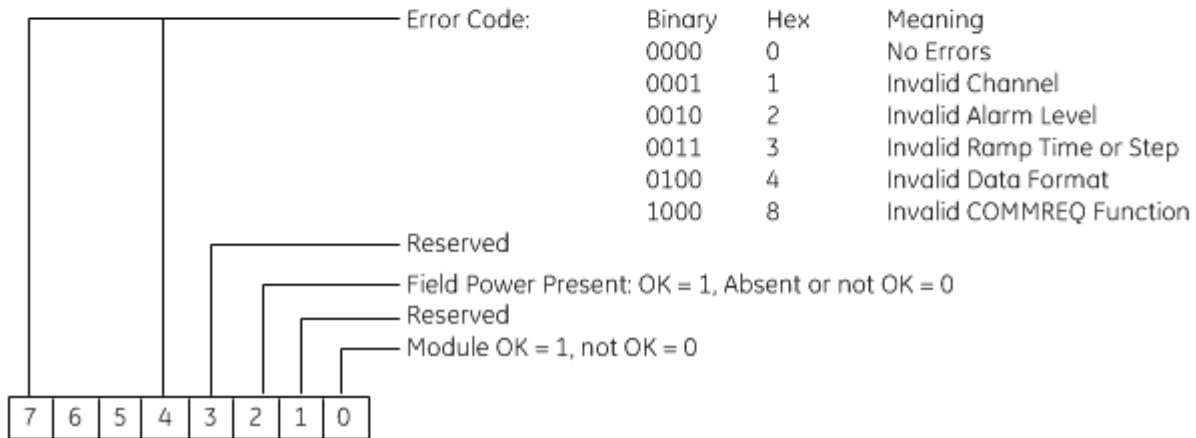 Error Code: Binary Hex Meaning
0000 0 No Errors
0001 1 Invalid Channel
0010 2 Invalid Alarm Level
0011 3 Invalid Ramp Time or Step
0100 4 Invalid Data Format
1000 8 Invalid COMMREQ Function
Reserved
Field Power Present: OK = 1, Absent or not OK = 0
Reserved
Module OK = 1, not OK = 0
7 6 5 4 3 2 1 0